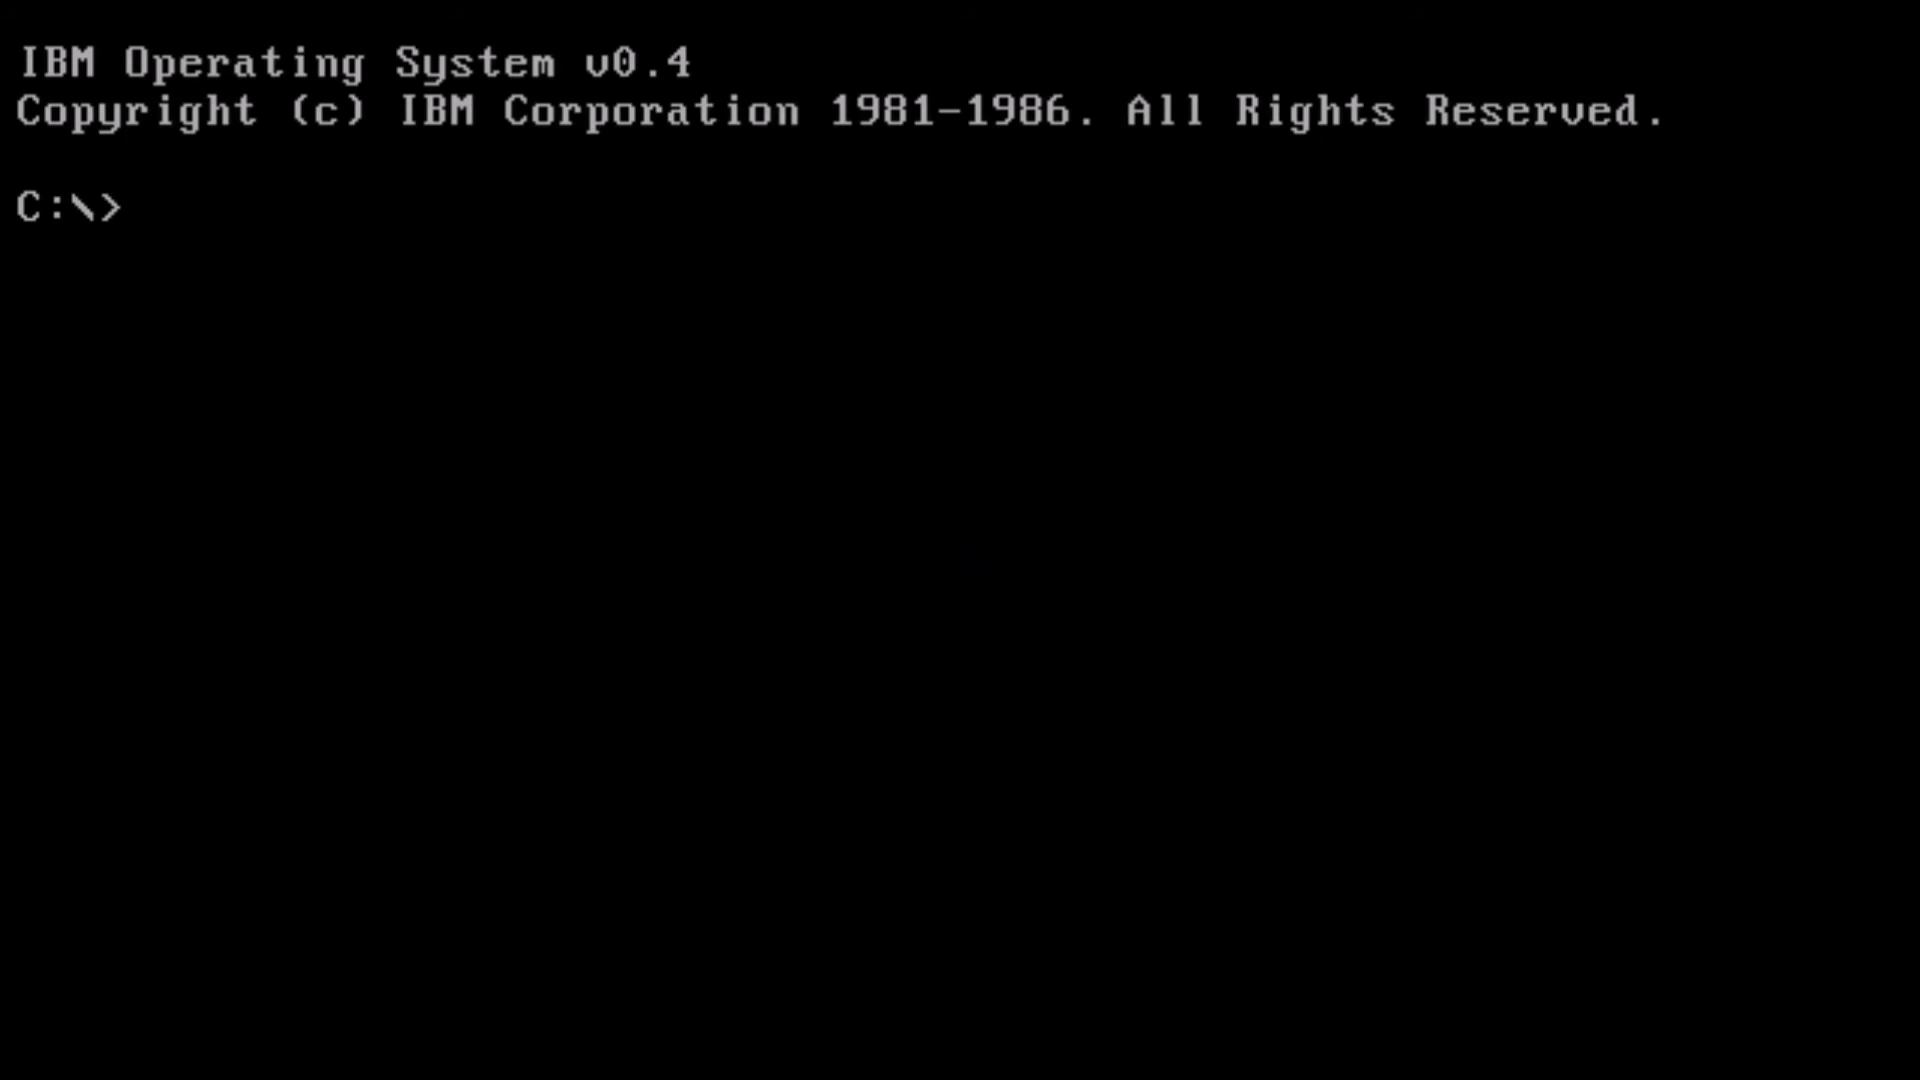 IBM Operating System v0.4
Copyright (c) IBM Corporation 1981-1986. All Rights Reserved.
C:\>